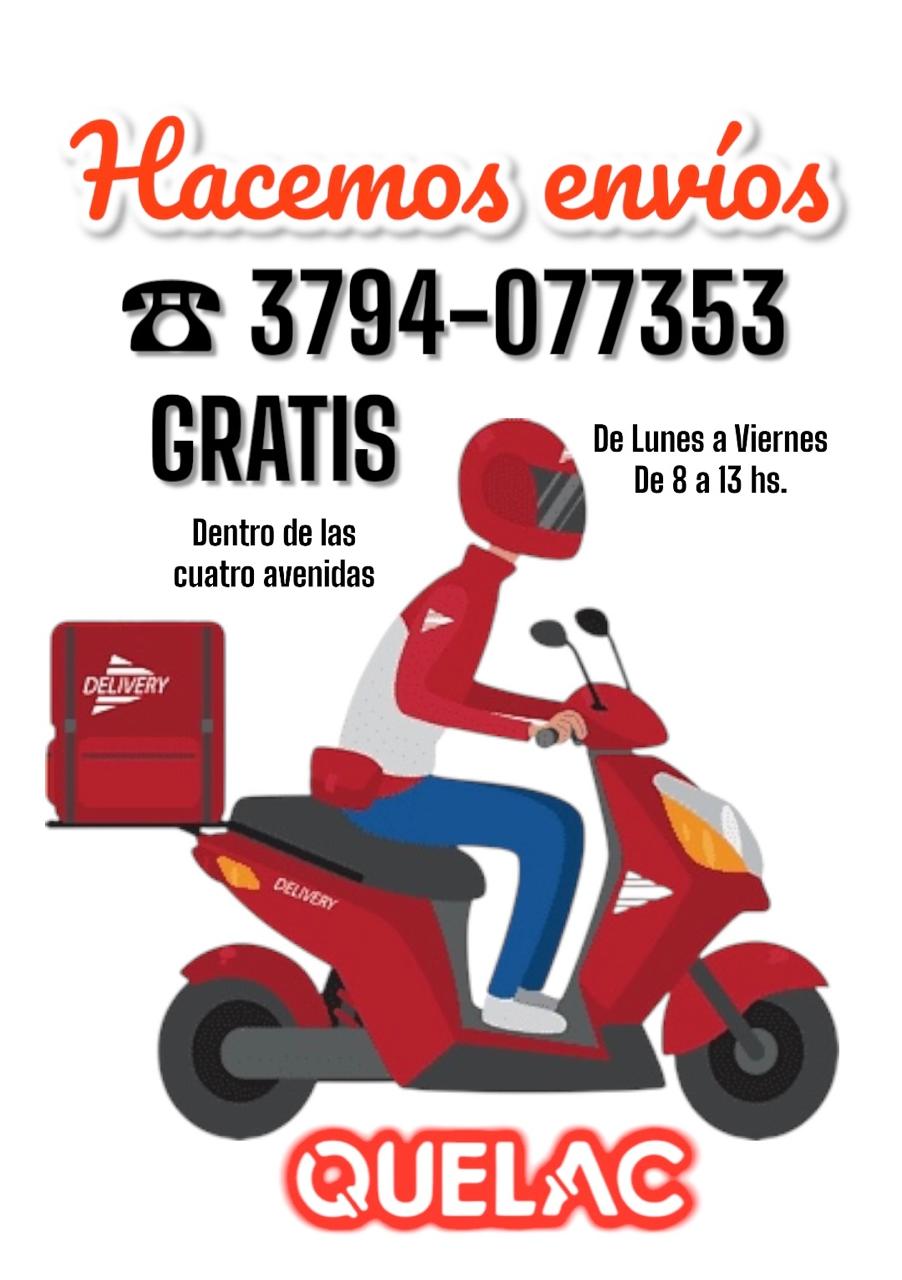 Hacemos envíos
☎ 3794-077353
GRATIS
De Lunes a Viernes
De 8 a 13 hs.
Dentro de las
cuatro avenidas
DELIVERY
DELIVERY
QUELAC